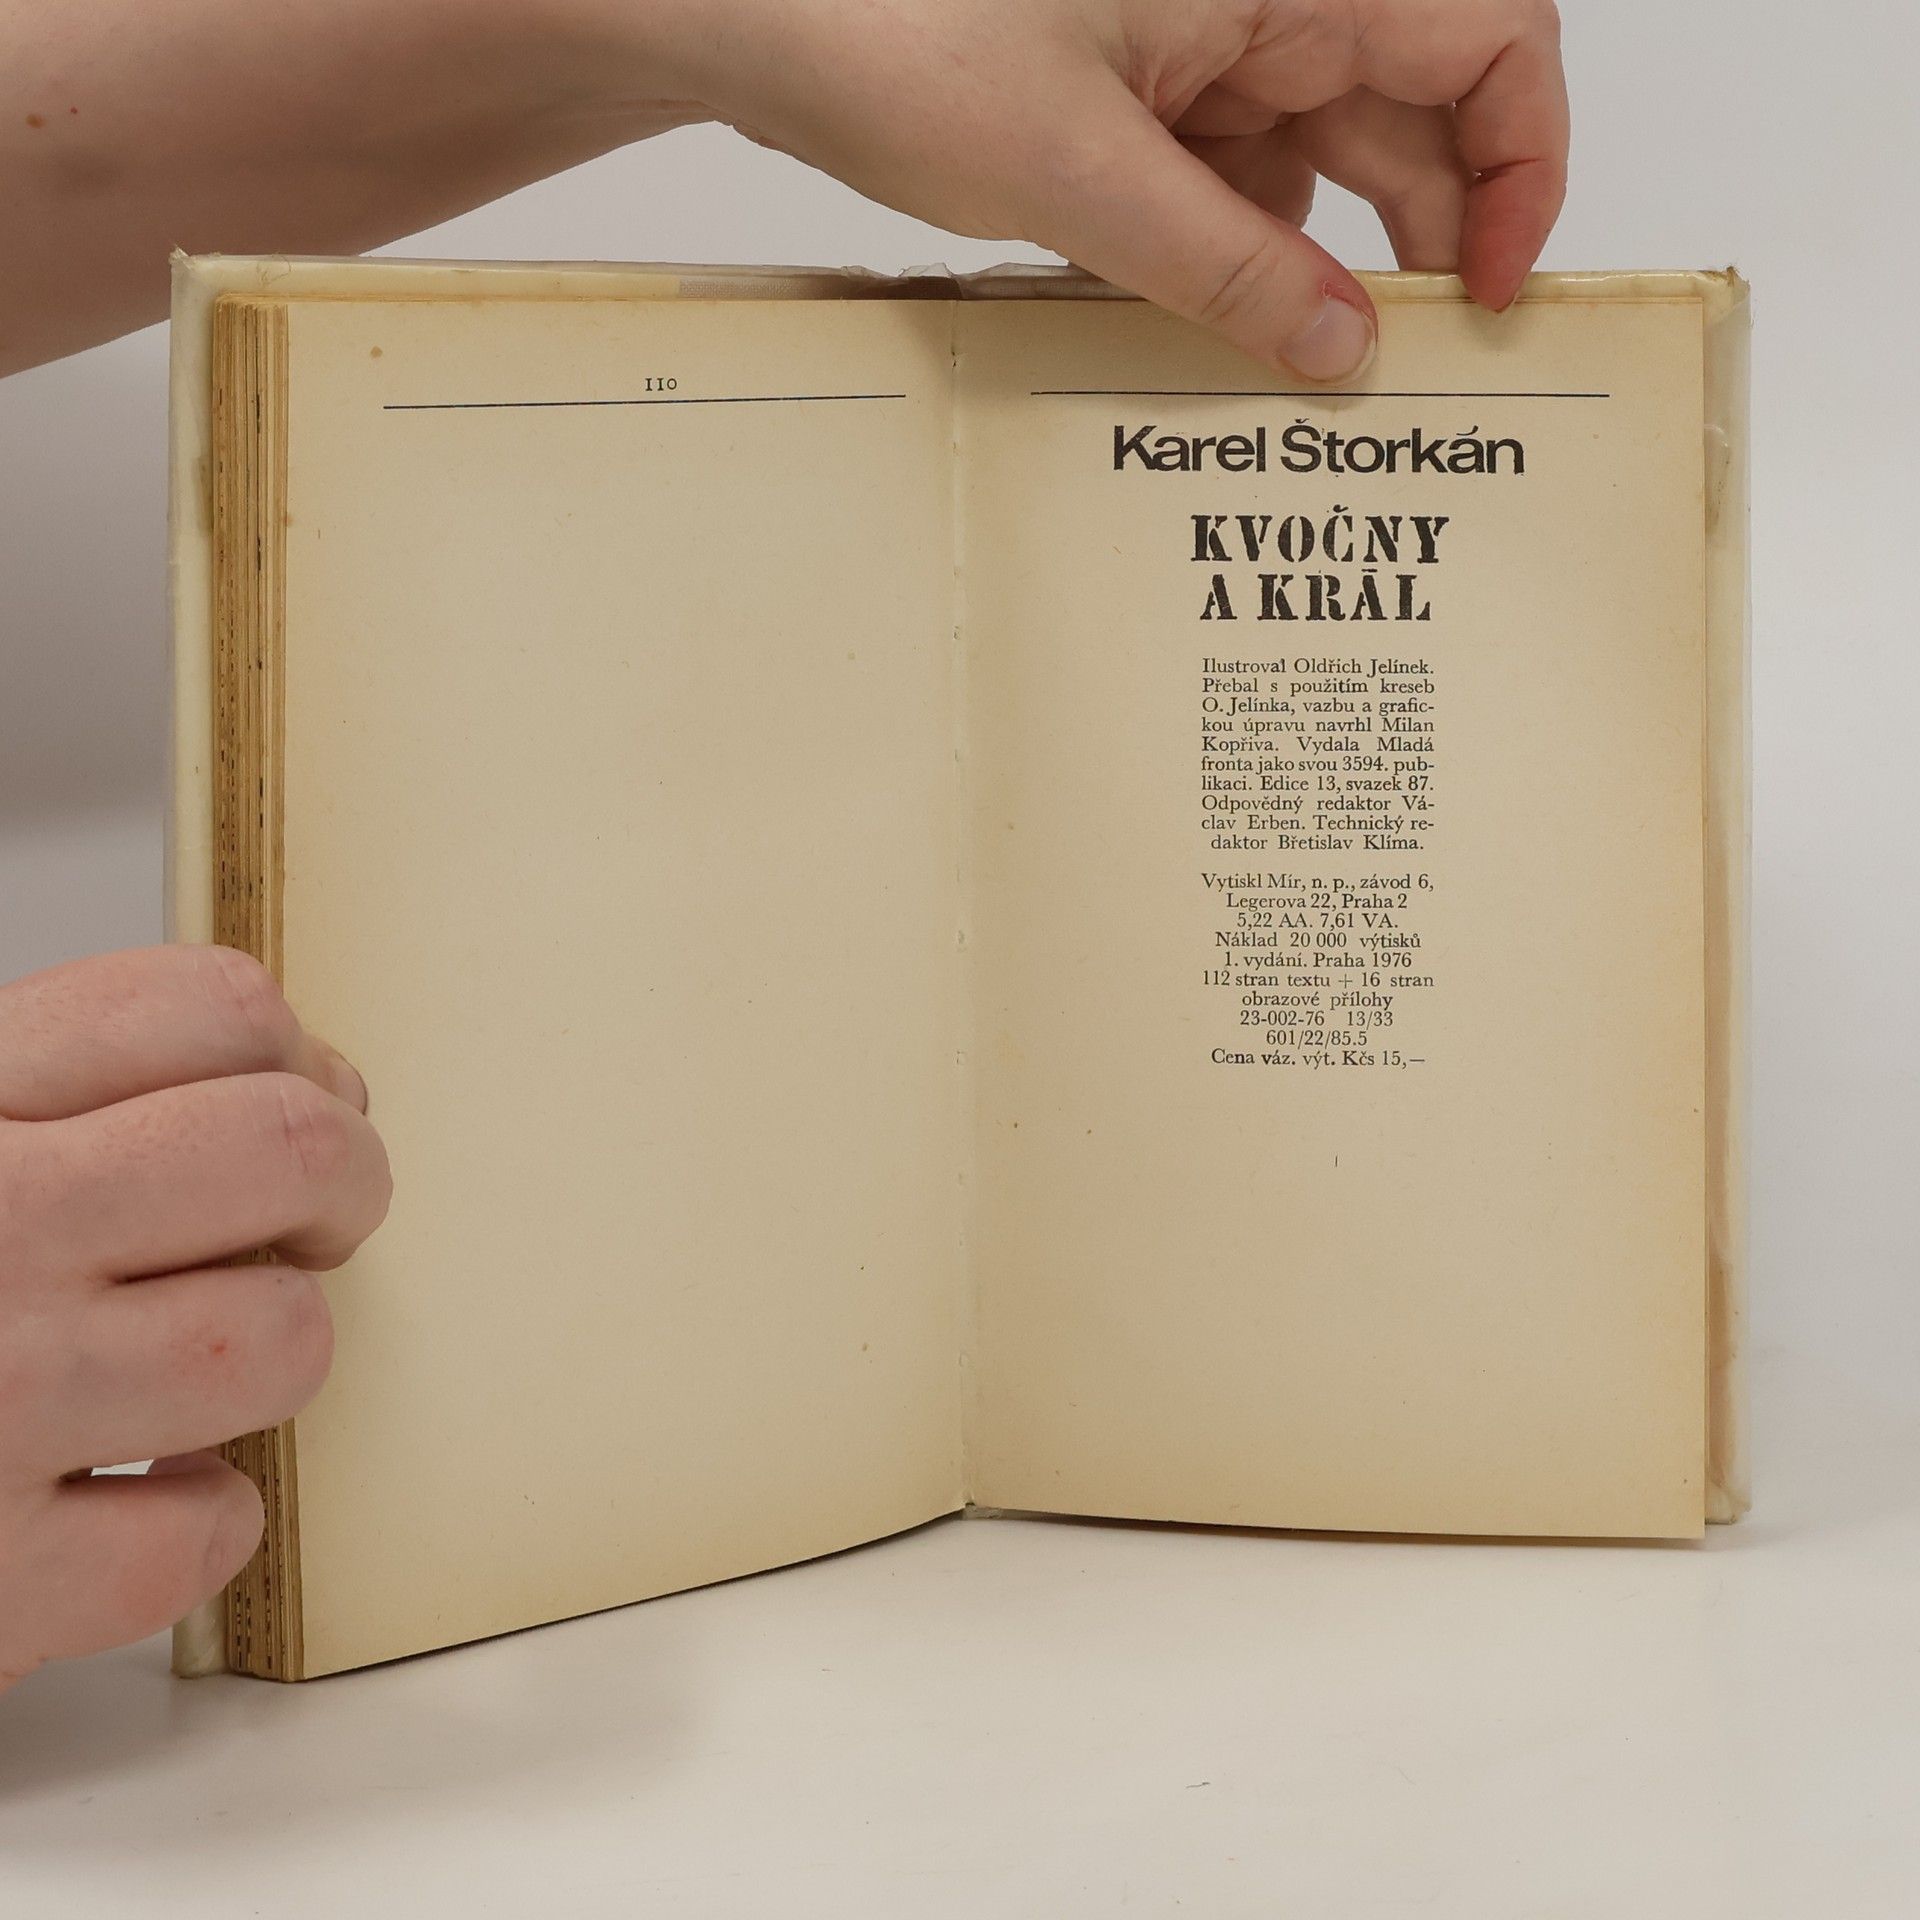 110
Karel Štorkán
KVOČNY
A KRÁL
Ilustroval Oldřich Jelínek.
Přebal s použitím kreseb
O. Jelínka, vazbu a grafic-
kou úpravu navrhl Milan
Kopřiva. Vydala Mladá
fronta jako svou 3594. pub-
likaci. Edice 13, svazek 87.
Odpovědný redaktor Vá-
clav Erben. Technický re-
daktor Břetislav Klíma.
Vytiskl Mír, n. p., závod 6,
Legerova 22, Praha 2
5,22 AA. 7,61 VA.
Náklad 20 000 výtisků
1. vydání. Praha 1976
112 stran textu + 16 stran
obrazové přílohy
23-002-76 13/33
601/22/85.5
Cena váz. výt. Kčs 15,—